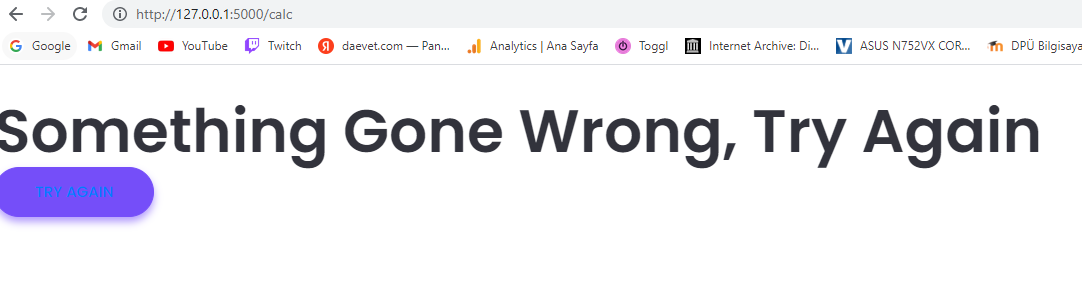 http://127.0.0.1:5000/calc
Google Gmail YouTube Twitch daevet.com — Pan... Analytics | Ana Sayfa Toggl Internet Archive: Di... ASUS N752VX COR... DPÜ Bilgisaya
Something Gone Wrong, Try Again
TRY AGAIN